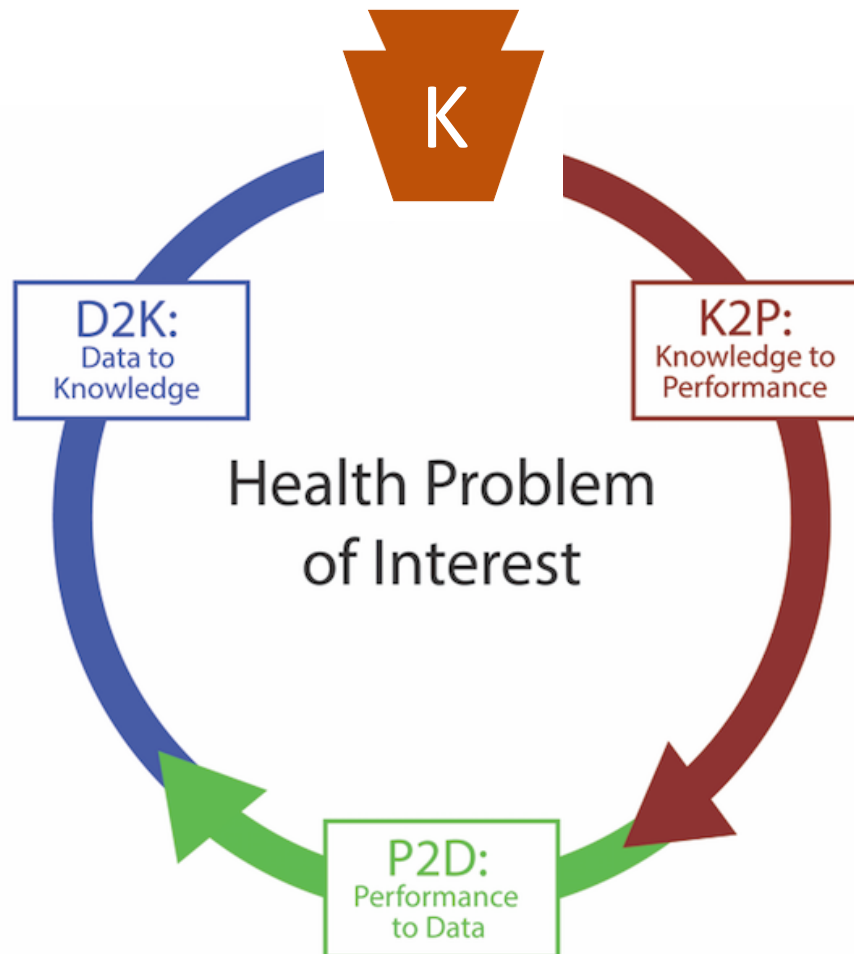 K
D2K:
Data to
Knowledge
K2P:
Knowledge to
Performance
Health Problem
of Interest
P2D:
Performance
to Data